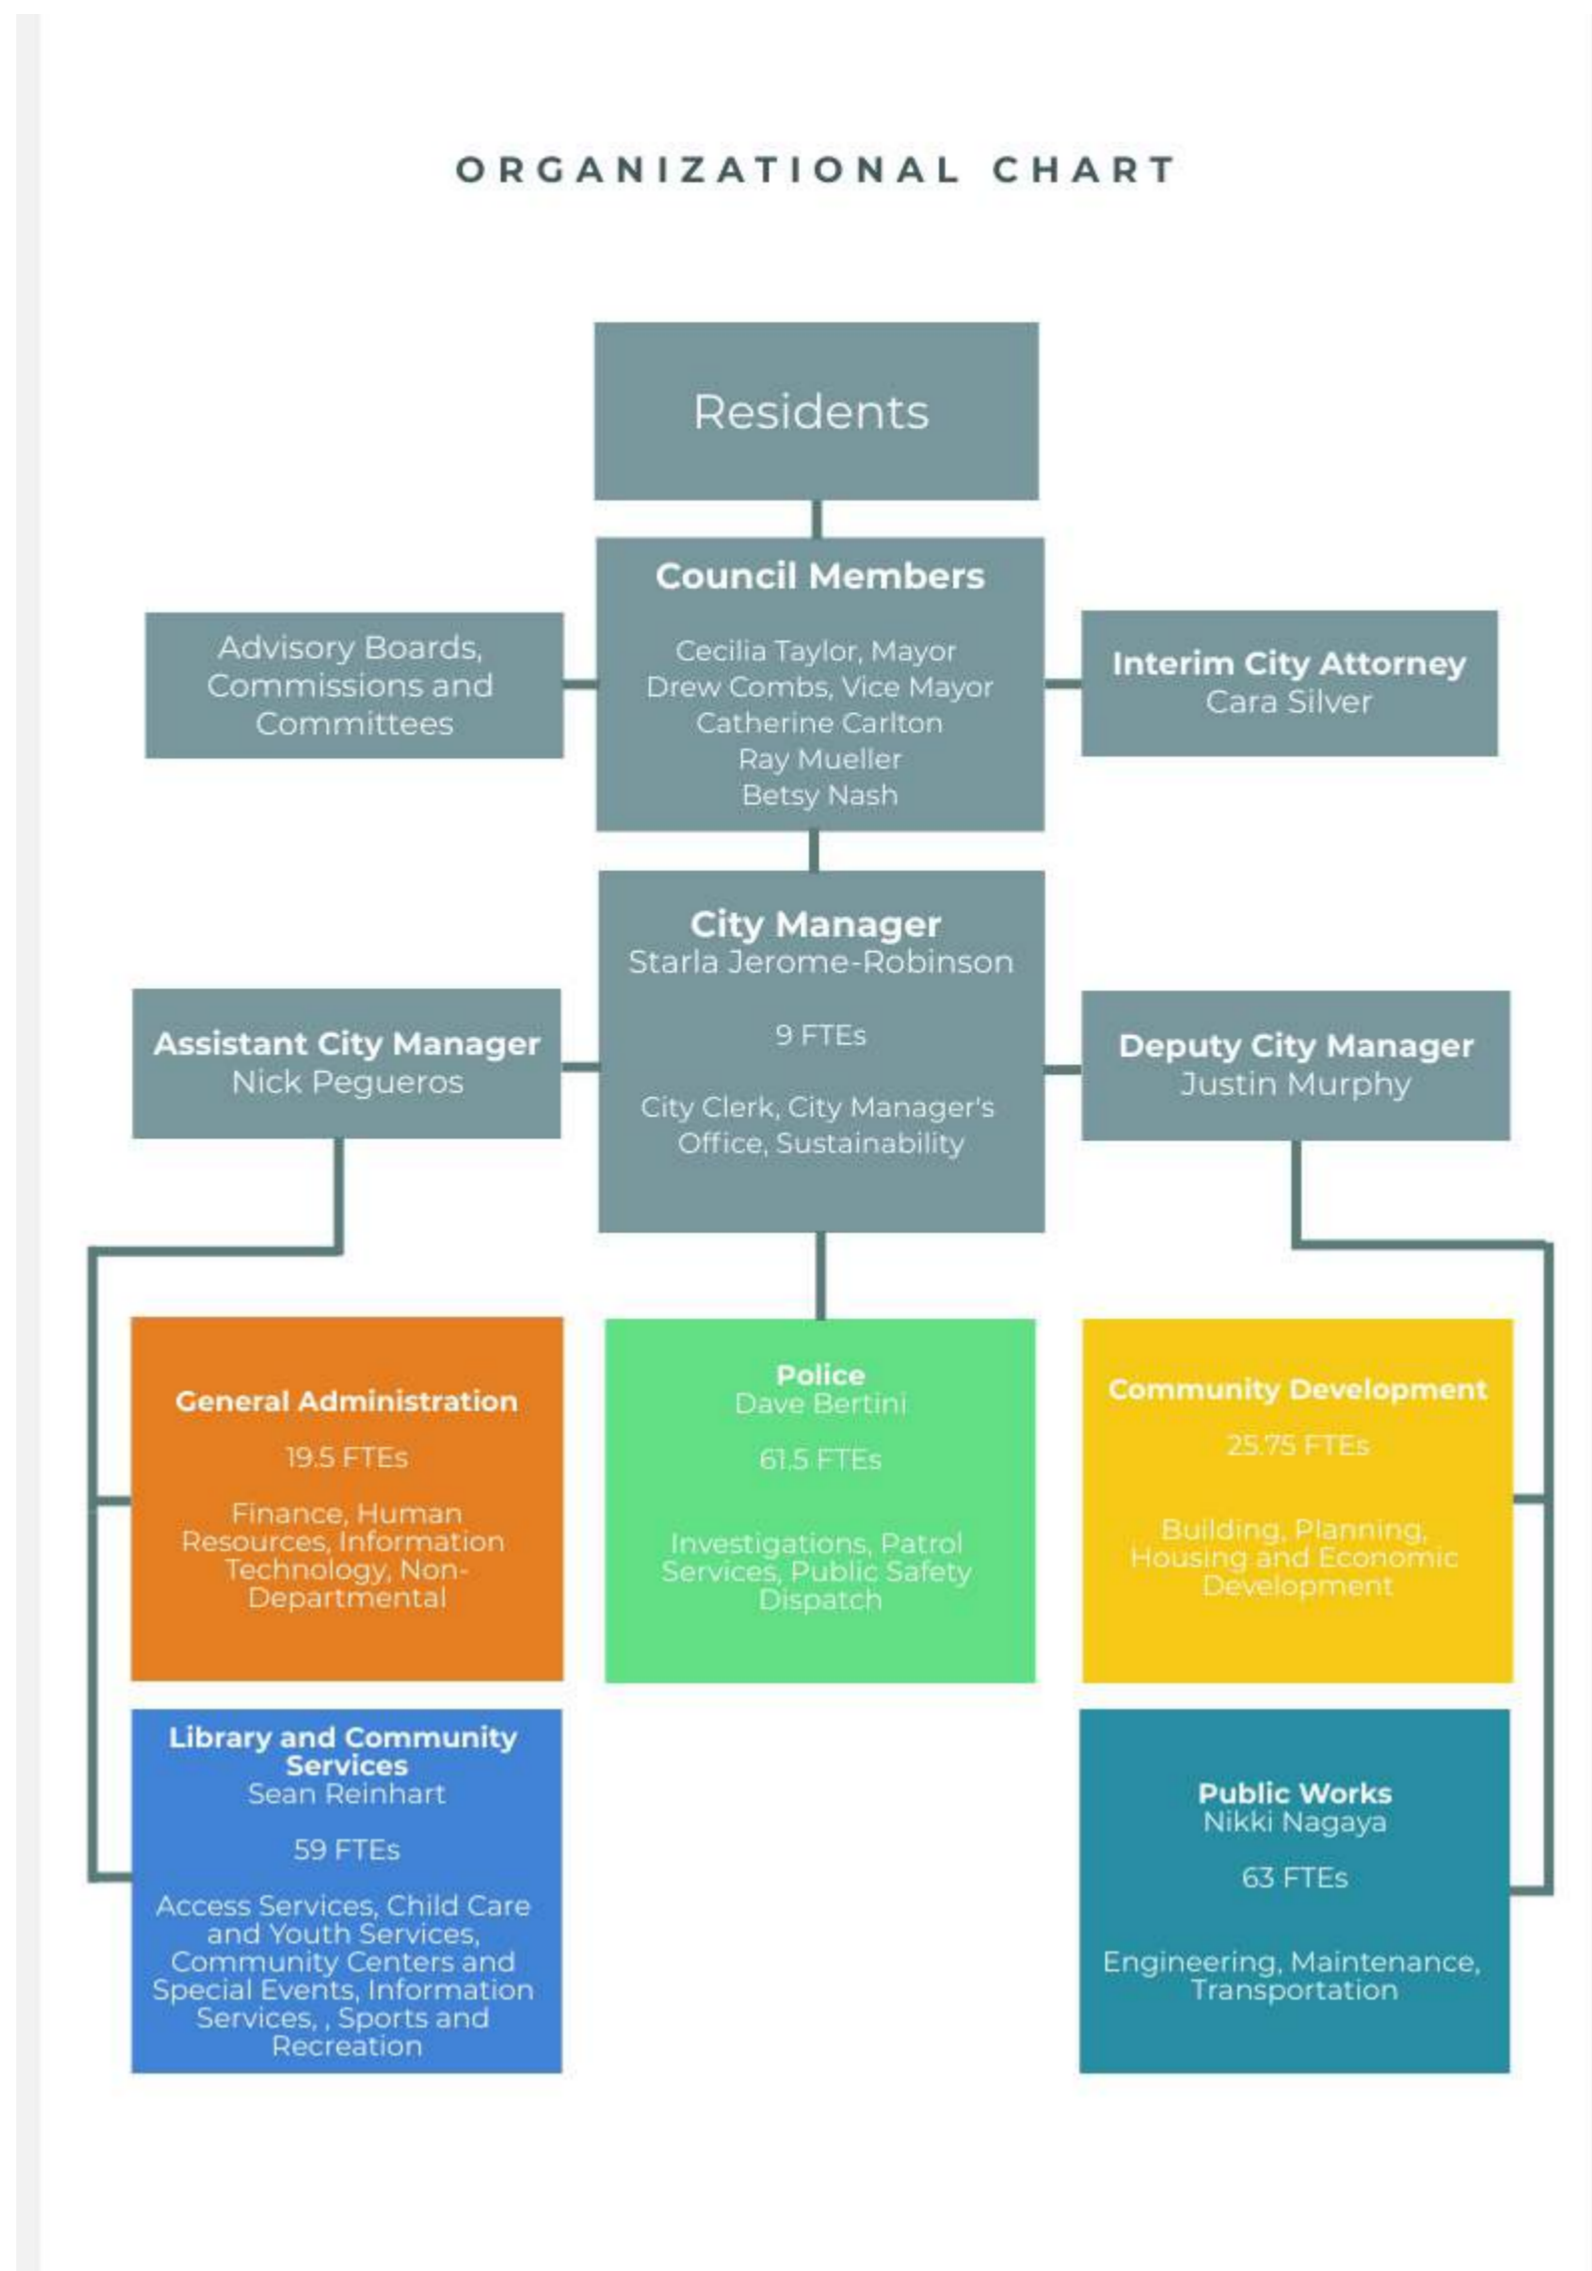 ORGANIZATIONAL CHART
Residents
Council Members
Cecilia Taylor, Mayor
Drew Combs, Vice Mayor
Catherine Carlton
Ray Mueller
Betsy Nash
Advisory Boards,
Commissions and
Committees
Interim City Attorney
Cara Silver
City Manager
Starla Jerome-Robinson
9 FTEs
City Clerk, City Manager's
Office, Sustainability
Assistant City Manager
Nick Pegueros
Deputy City Manager
Justin Murphy
General Administration
19.5 FTEs
Finance, Human
Resources, Information
Technology, Non-
Departmental
Police
Dave Bertini
61.5 FTEs
Investigations, Patrol
Services, Public Safety
Dispatch
Community Development
25.75 FTEs
Building, Planning,
Housing and Economic
Development
Library and Community
Services
Sean Reinhart
59 FTEs
Access Services, Child Care
and Youth Services,
Community Centers and
Special Events, Information
Services, , Sports and
Recreation
Public Works
Nikki Nagaya
63 FTEs
Engineering, Maintenance,
Transportation